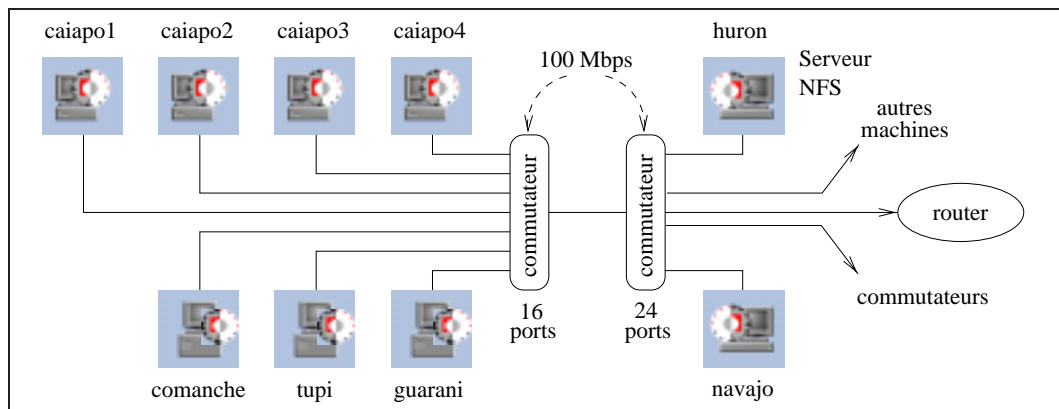 caiapo1
caiapo2
caiapo3
caiapo4
huron
100 Mbps
Serveur
NFS
autres
machines
commutateur
commutateur
router
commutateurs
16
ports
24
ports
comanche
tupi
guarani
navajo